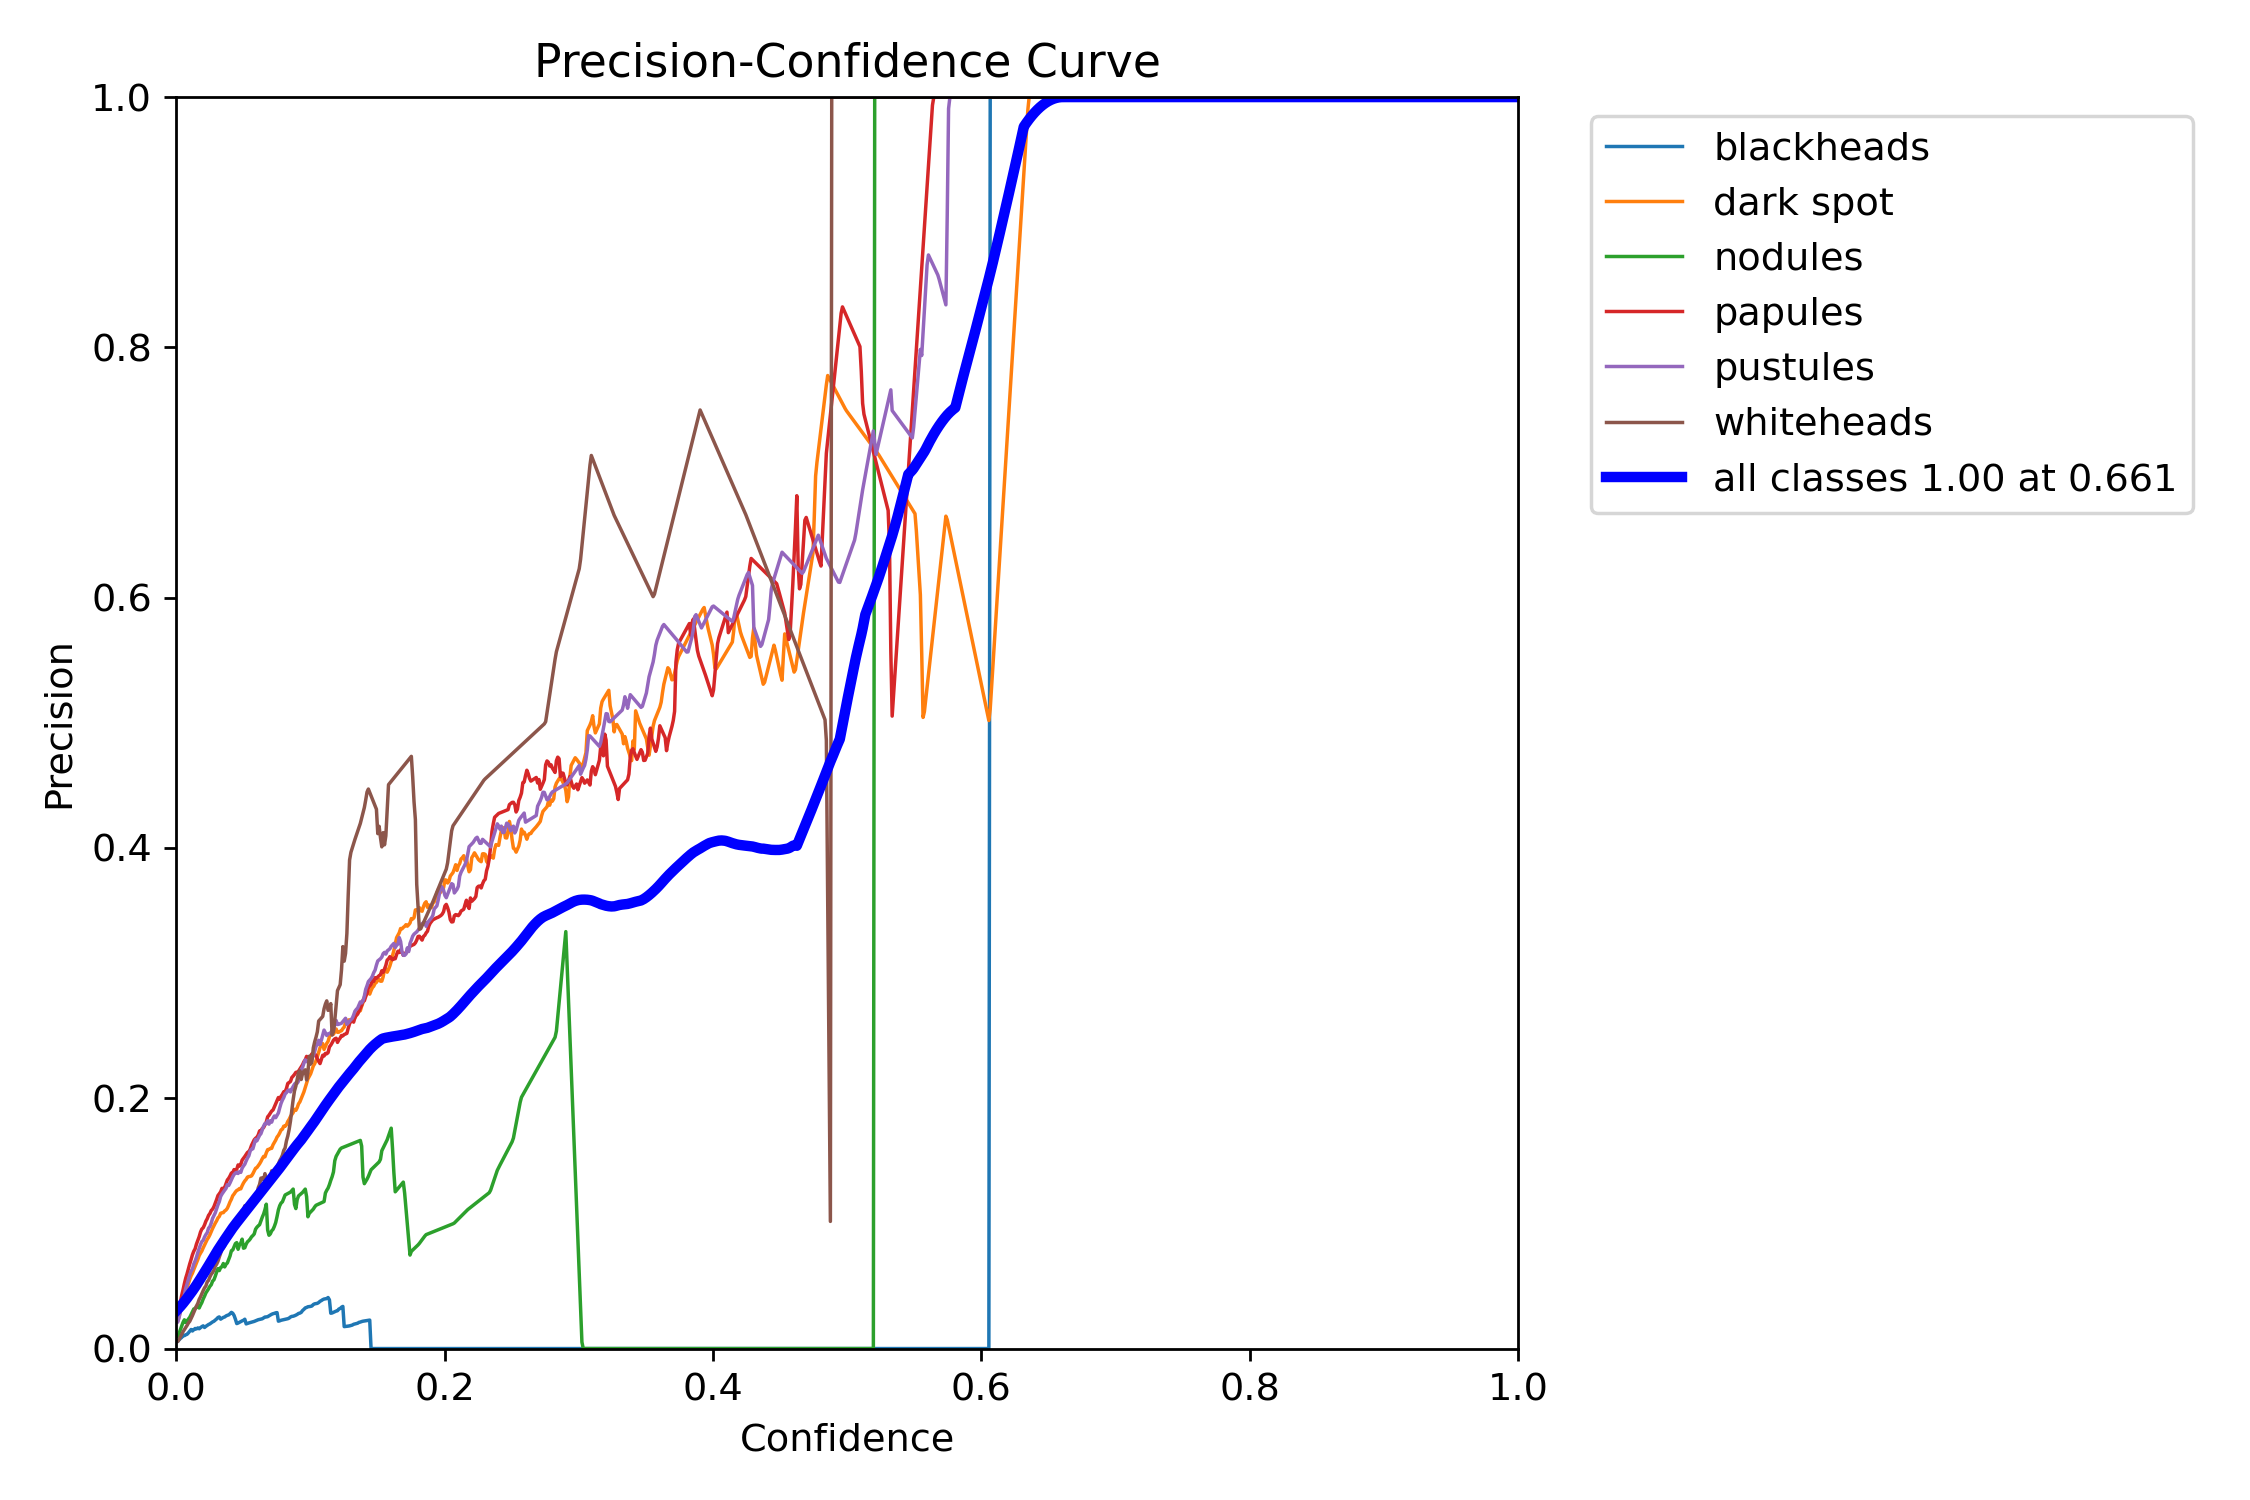 Precision-Confidence Curve
1.0
0.8
0.6
0.4
0.2
0.0
Precision
0.0 0.2 0.4 0.6 0.8 1.0
Confidence
blackheads
dark spot
nodules
papules
pustules
whiteheads
all classes 1.00 at 0.661